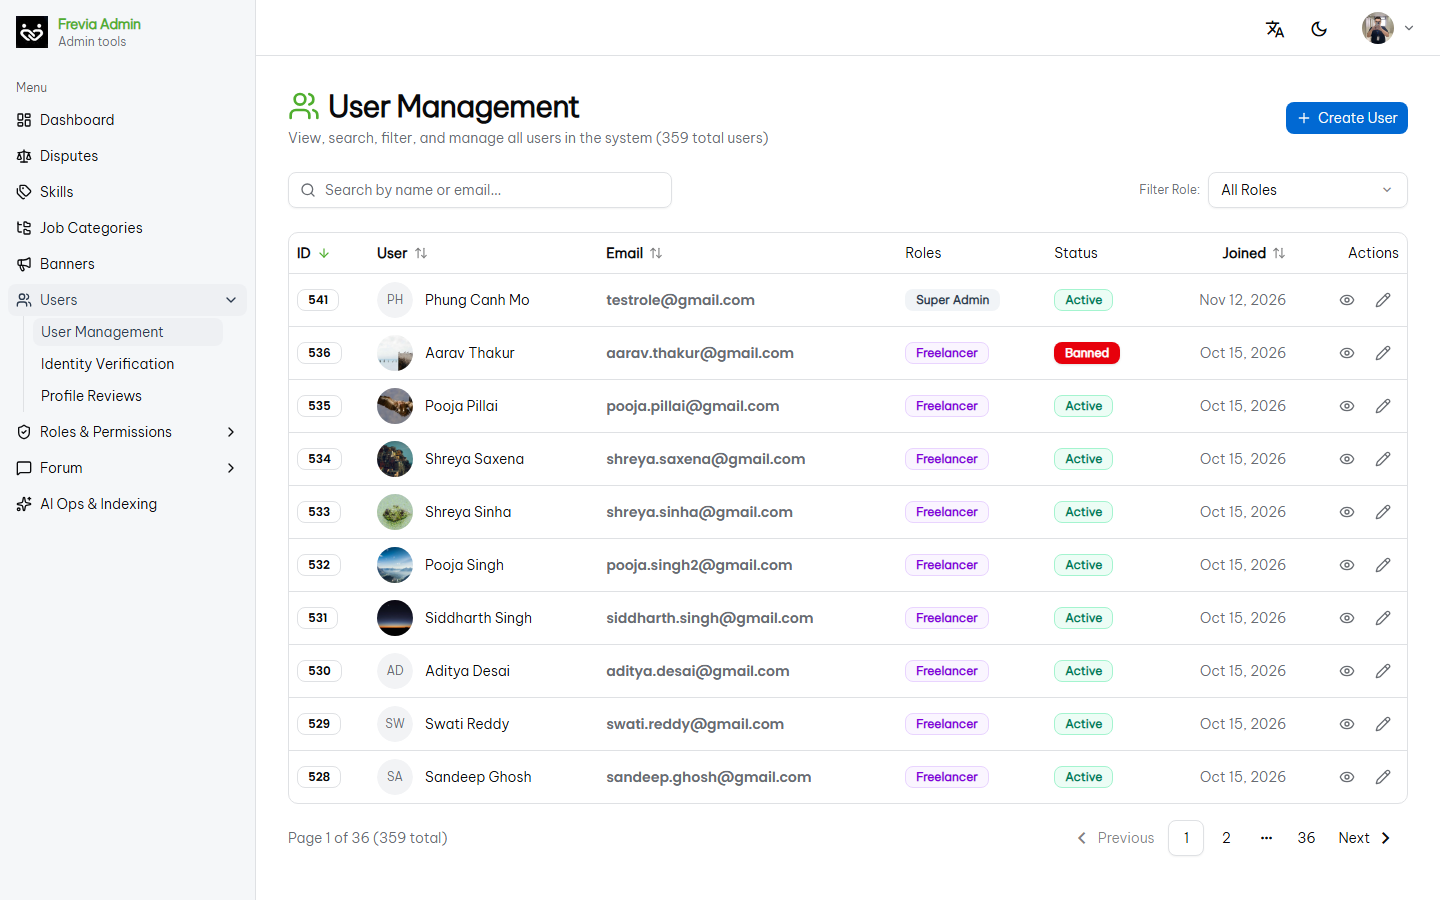 Frevia Admin
Admin tools
Menu
Dashboard
Disputes
Skills
Job Categories
Banners
Users
User Management
Identity Verification
Profile Reviews
Roles & Permissions
Forum
AI Ops & Indexing
User Management
View, search, filter, and manage all users in the system (359 total users)
Create User
Search by name or email...
Filter Role: All Roles
ID User Email Roles Status Joined Actions
541 PH Phung Canh Mo testrole@gmail.com Super Admin Active Nov 12, 2026
536 Aarav Thakur aarav.thakur@gmail.com Freelancer Banned Oct 15, 2026
535 Pooja Pillai pooja.pillai@gmail.com Freelancer Active Oct 15, 2026
534 Shreya Saxena shreya.saxena@gmail.com Freelancer Active Oct 15, 2026
533 Shreya Sinha shreya.sinha@gmail.com Freelancer Active Oct 15, 2026
532 Pooja Singh pooja.singh2@gmail.com Freelancer Active Oct 15, 2026
531 Siddharth Singh siddharth.singh@gmail.com Freelancer Active Oct 15, 2026
530 AD Aditya Desai aditya.desai@gmail.com Freelancer Active Oct 15, 2026
529 SW Swati Reddy swati.reddy@gmail.com Freelancer Active Oct 15, 2026
528 SA Sandeep Ghosh sandeep.ghosh@gmail.com Freelancer Active Oct 15, 2026
Page 1 of 36 (359 total)
Previous 1 2 ... 36 Next